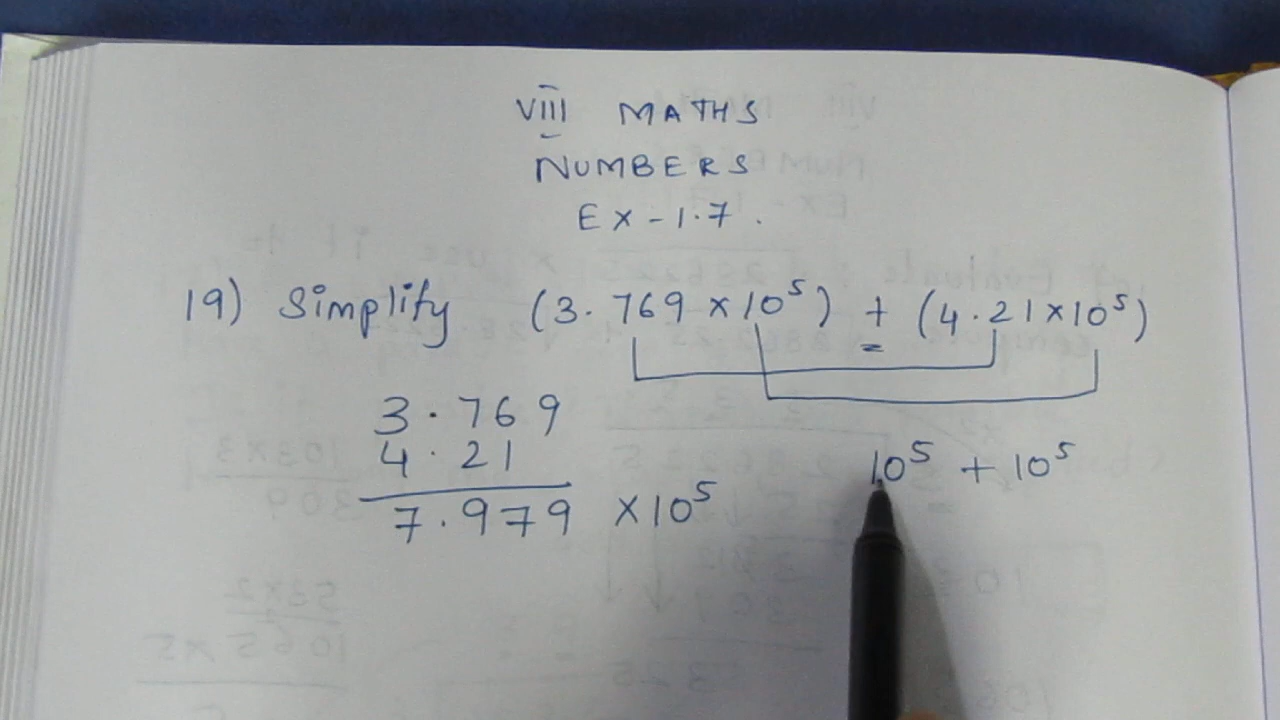 VIII MATHS
NUMBERS
EX - 1.7.
19) Simplify (3.769 × 10⁵) + (4.21 × 10⁵)
3.769
4.21
7.979 × 10⁵
10⁵ + 10⁵